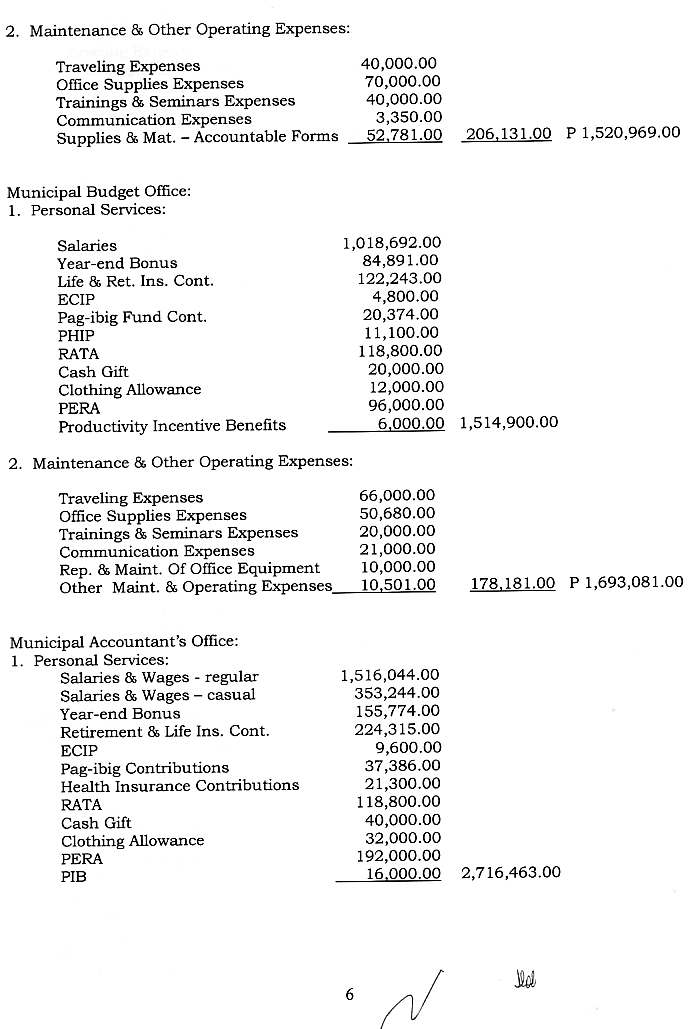 2. Maintenance & Other Operating Expenses:
Traveling Expenses 40,000.00
Office Supplies Expenses 70,000.00
Trainings & Seminars Expenses 40,000.00
Communication Expenses 3,350.00
Supplies & Mat. – Accountable Forms 52,781.00 206,131.00 P 1,520,969.00
Municipal Budget Office:
1. Personal Services:
Salaries 1,018,692.00
Year-end Bonus 84,891.00
Life & Ret. Ins. Cont. 122,243.00
ECIP 4,800.00
Pag-ibig Fund Cont. 20,374.00
PHIP 11,100.00
RATA 118,800.00
Cash Gift 20,000.00
Clothing Allowance 12,000.00
PERA 96,000.00
Productivity Incentive Benefits 6,000.00 1,514,900.00
2. Maintenance & Other Operating Expenses:
Traveling Expenses 66,000.00
Office Supplies Expenses 50,680.00
Trainings & Seminars Expenses 20,000.00
Communication Expenses 21,000.00
Rep. & Maint. Of Office Equipment 10,000.00
Other Maint. & Operating Expenses 10,501.00 178,181.00 P 1,693,081.00
Municipal Accountant's Office:
1. Personal Services:
Salaries & Wages - regular 1,516,044.00
Salaries & Wages – casual 353,244.00
Year-end Bonus 155,774.00
Retirement & Life Ins. Cont. 224,315.00
ECIP 9,600.00
Pag-ibig Contributions 37,386.00
Health Insurance Contributions 21,300.00
RATA 118,800.00
Cash Gift 40,000.00
Clothing Allowance 32,000.00
PERA 192,000.00
PIB 16,000.00 2,716,463.00
6